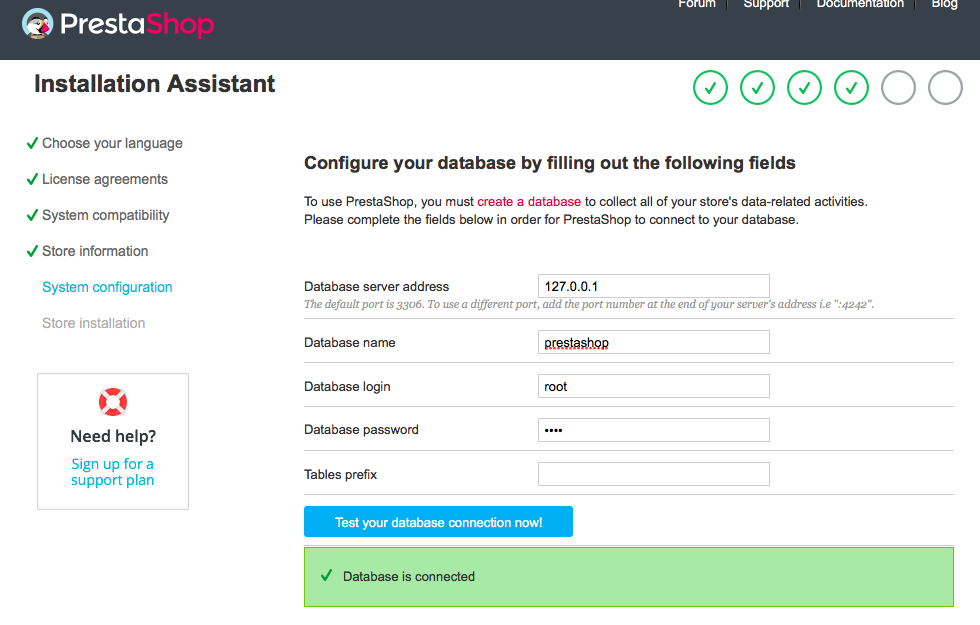 Forum Support Documentation Blog
PrestaShop
Installation Assistant
Choose your language
License agreements
System compatibility
Store information
System configuration
Store installation
Need help?
Sign up for a
support plan
Configure your database by filling out the following fields
To use PrestaShop, you must create a database to collect all of your store's data-related activities.
Please complete the fields below in order for PrestaShop to connect to your database.
Database server address 127.0.0.1
The default port is 3306. To use a different port, add the port number at the end of your server's address i.e ":4242".
Database name prestashop
Database login root
Database password ••••
Tables prefix
Test your database connection now!
Database is connected